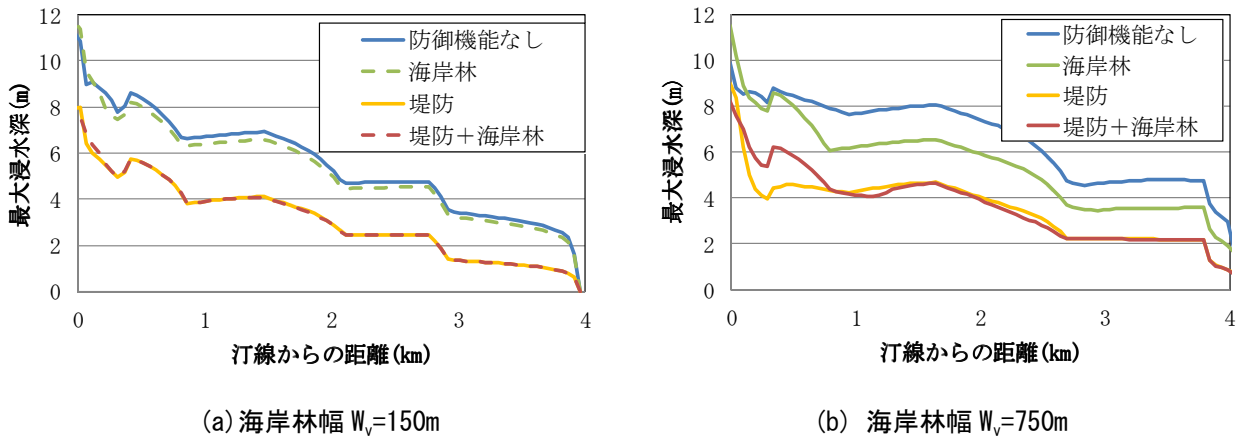 12
10
8
6
4
2
0
最大浸水深(m)
0 1 2 3 4
汀線からの距離(km)
防御機能なし
海岸林
堤防
堤防＋海岸林
(a)海岸林幅 Wv=150m
12
10
8
6
4
2
0
最大浸水深(m)
0 1 2 3 4
汀線からの距離(km)
防御機能なし
海岸林
堤防
堤防＋海岸林
(b) 海岸林幅 Wv=750m